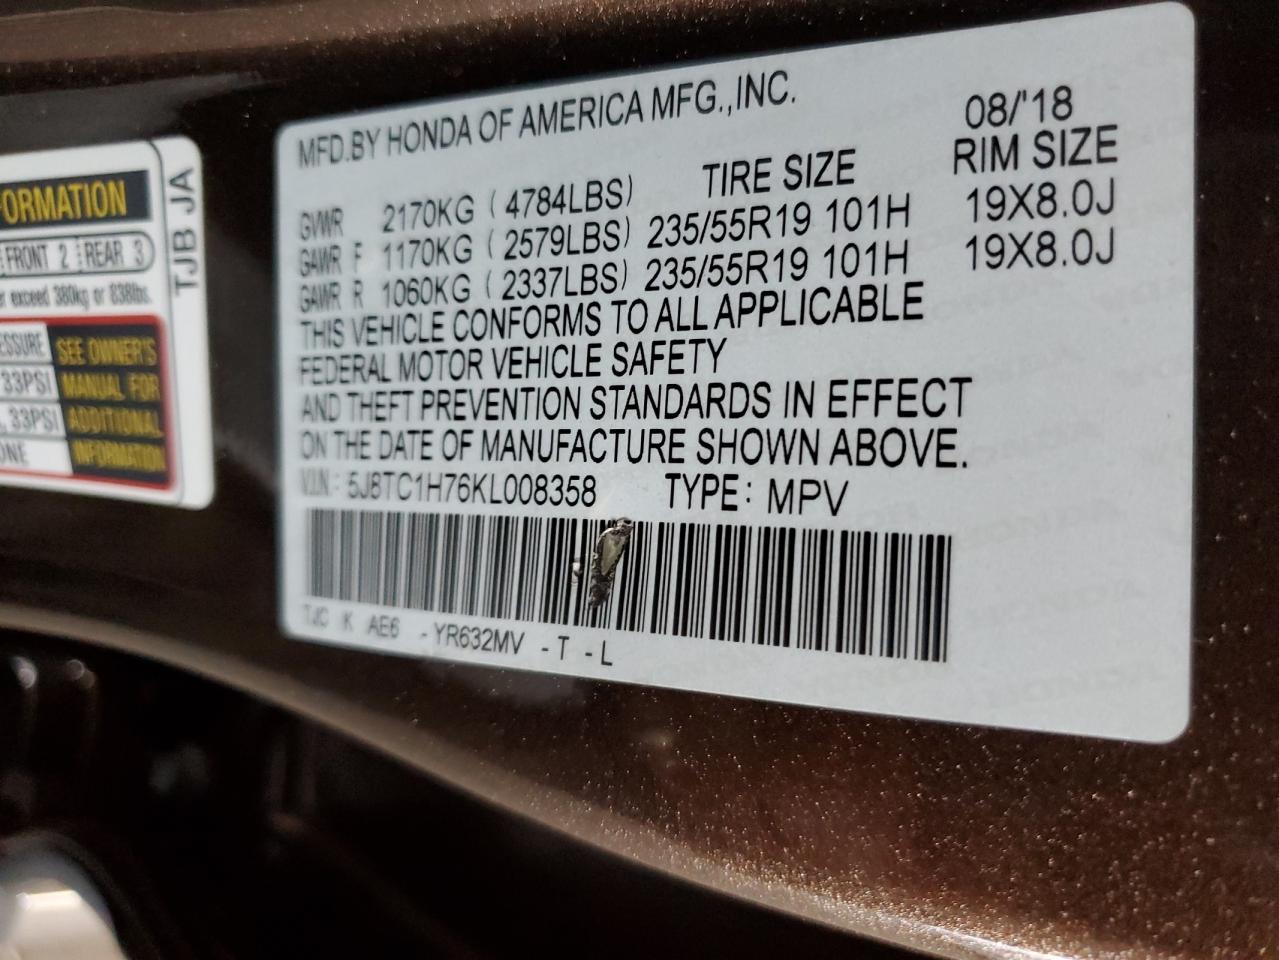 ORMATION
TJB JA
FRONT 2 REAR 3
r exceed 380kg or 838lbs.
ESSURE
33PSI
, 33PSI
ONE
SEE OWNER'S
MANUAL FOR
ADDITIONAL
INFORMATION
MFD.BY HONDA OF AMERICA MFG.,INC. 08/'18
TIRE SIZE RIM SIZE
GVWR 2170KG (4784LBS)
GAWR F 1170KG (2579LBS) 235/55R19 101H 19X8.0J
GAWR R 1060KG (2337LBS) 235/55R19 101H 19X8.0J
THIS VEHICLE CONFORMS TO ALL APPLICABLE
FEDERAL MOTOR VEHICLE SAFETY
AND THEFT PREVENTION STANDARDS IN EFFECT
ON THE DATE OF MANUFACTURE SHOWN ABOVE.
V.I.N.: 5J8TC1H76KL008358 TYPE: MPV
TJC K AE6 -YR632MV -T -L